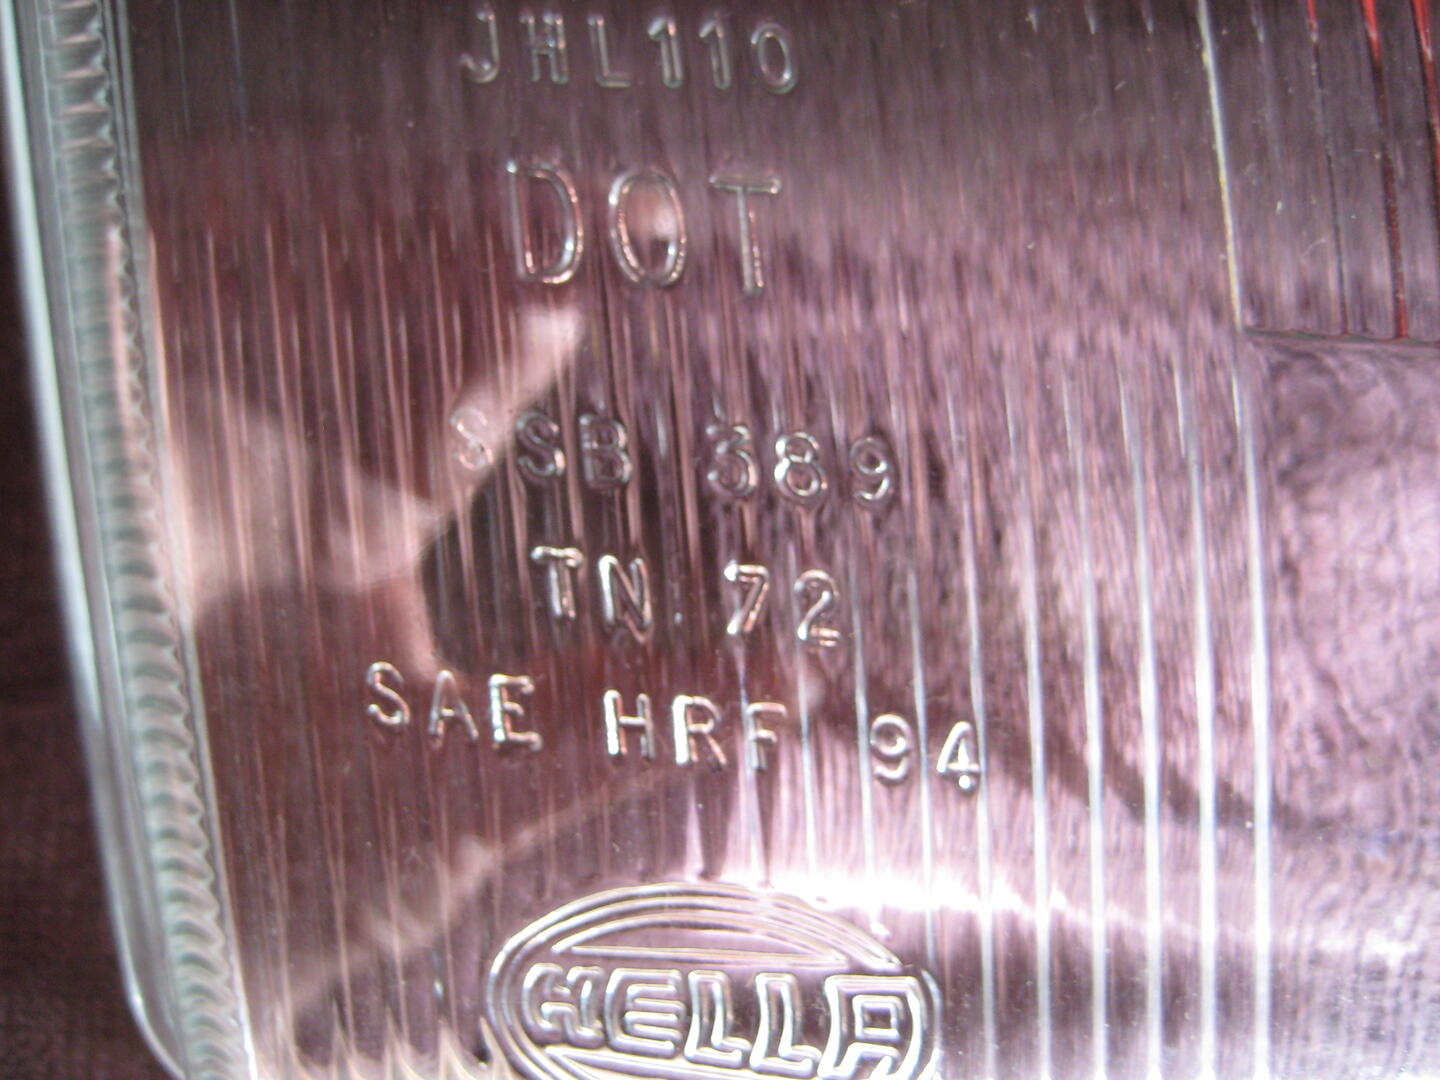 JHL110
DOT
SSB 389
TN. 72
SAE HRF 94
HELLA